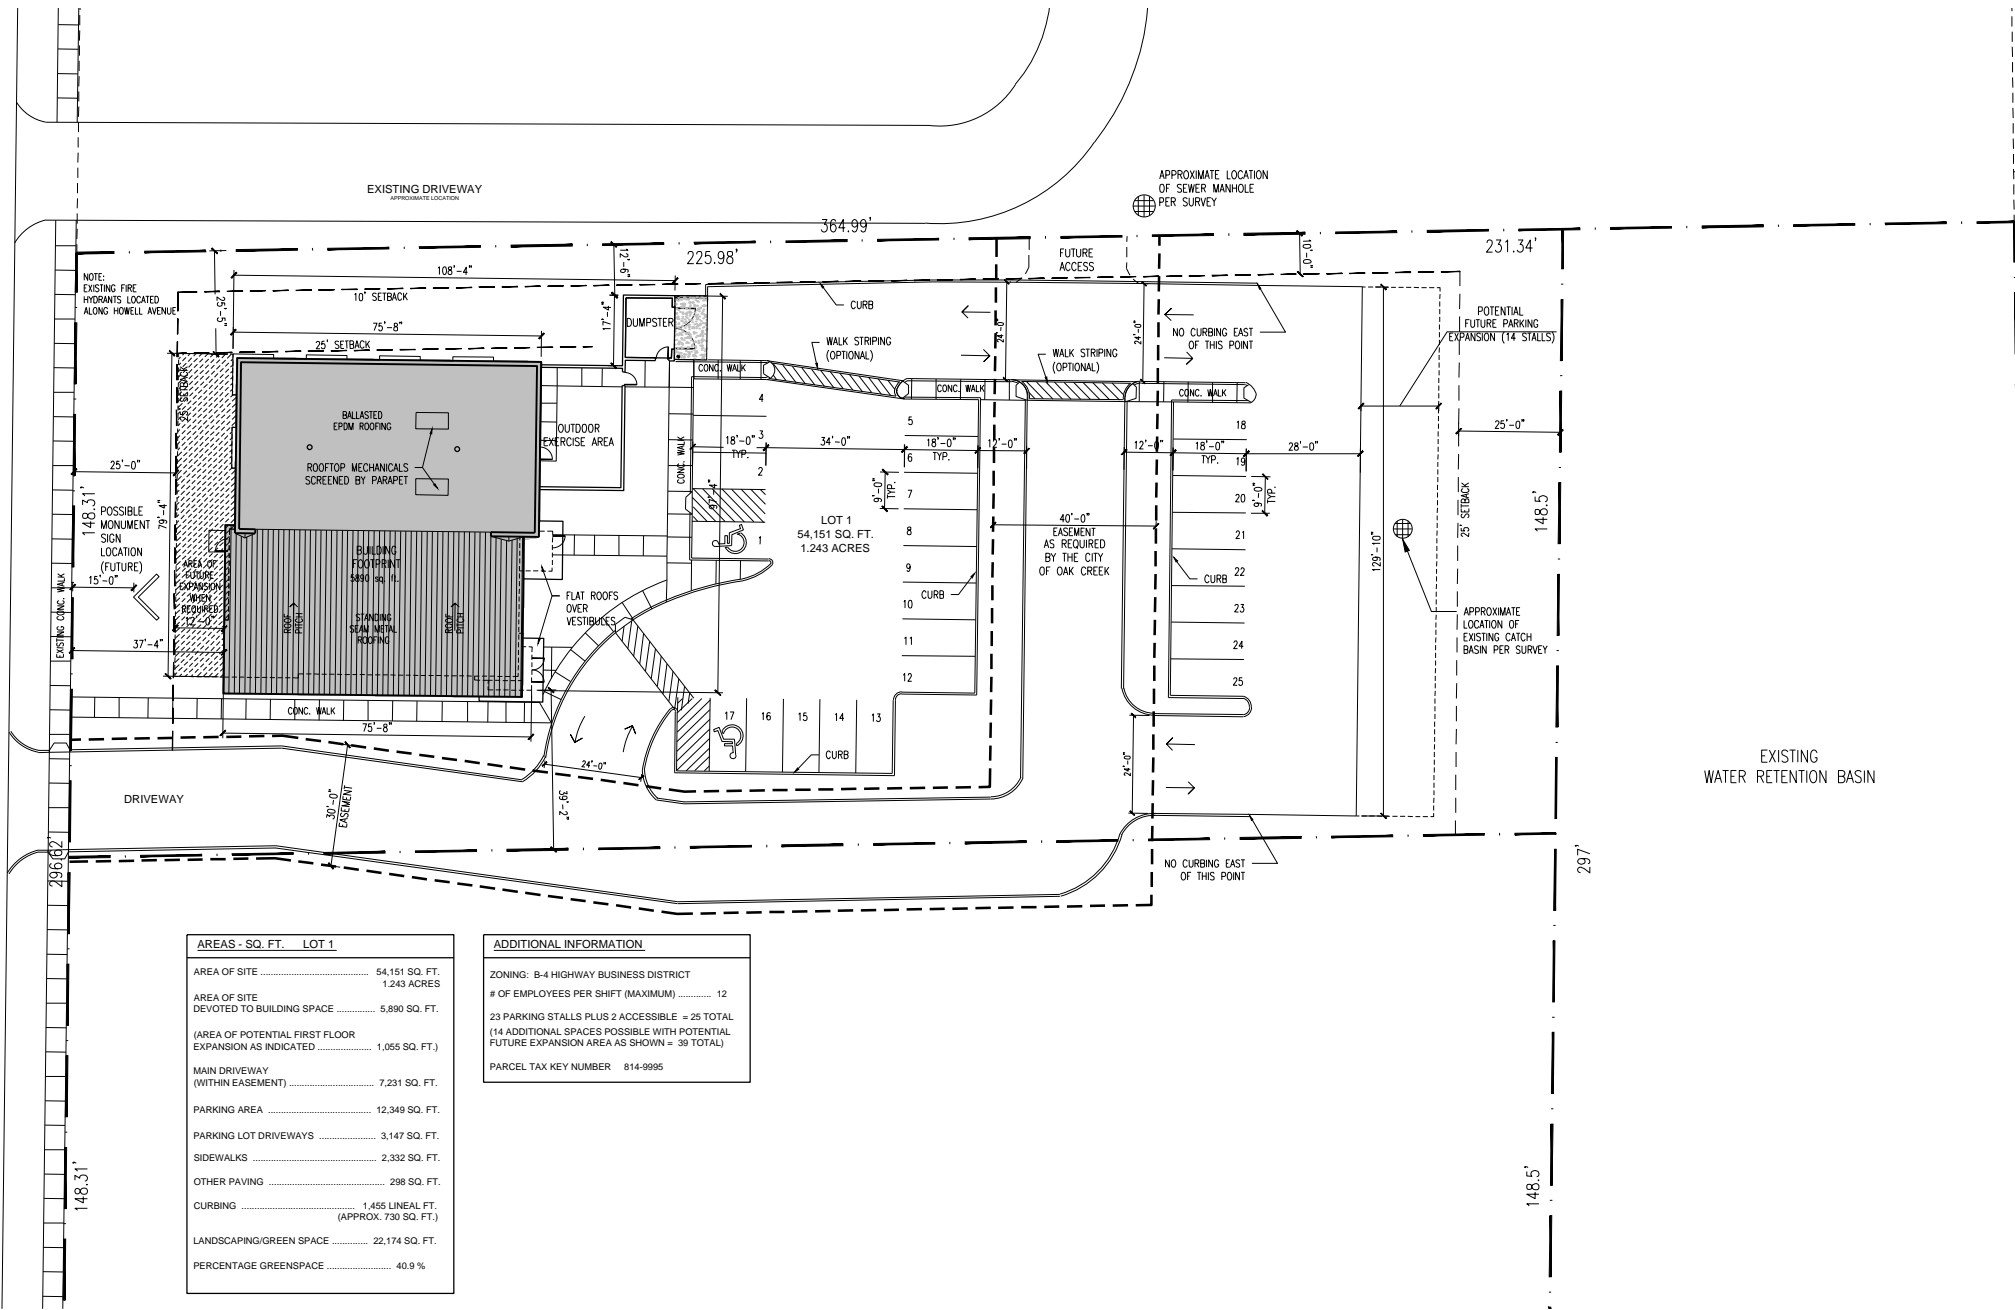 EXISTING DRIVEWAY
APPROXIMATE LOCATION
APPROXIMATE LOCATION
OF SEWER MANHOLE
PER SURVEY
364.99'
225.98'
231.34'
FUTURE
ACCESS
10'-0"
12'-6"
108'-4"
NOTE:
EXISTING FIRE
HYDRANTS LOCATED
ALONG HOWELL AVENUE
25'-5"
10' SETBACK
75'-8"
25' SETBACK
17'-4"
DUMPSTER
CURB
WALK STRIPING
(OPTIONAL)
24'-0"
WALK STRIPING
(OPTIONAL)
24'-0"
NO CURBING EAST
OF THIS POINT
POTENTIAL
FUTURE PARKING
EXPANSION (14 STALLS)
CONC. WALK
CONC. WALK
CONC. WALK
25' SETBACK
BALLASTED
EPDM ROOFING
ROOFTOP MECHANICALS
SCREENED BY PARAPET
OUTDOOR
EXERCISE AREA
CONC. WALK
4
3
2
1
18'-0"
TYP.
34'-0"
97'-4"
5
6
7
8
9
10
11
12
18'-0"
TYP.
12'-0"
9'-0"
TYP.
12'-0"
18'-0"
TYP.
28'-0"
18
19
20
21
22
23
24
25
9'-0"
TYP.
25'-0"
25' SETBACK
148.5'
25'-0"
148.31'
79'-4"
POSSIBLE
MONUMENT
SIGN
LOCATION
(FUTURE)
15'-0"
LOT 1
54,151 SQ. FT.
1.243 ACRES
40'-0"
EASEMENT
AS REQUIRED
BY THE CITY
OF OAK CREEK
CURB
CURB
129'-10"
APPROXIMATE
LOCATION OF
EXISTING CATCH
BASIN PER SURVEY
AREA OF
FUTURE
EXPANSION
WHEN
REQUIRED
12'-0"
37'-4"
EXISTING CONC. WALK
BUILDING
FOOTPRINT
5890 sq. ft.
STANDING
SEAM METAL
ROOFING
ROOF
PITCH
ROOF
PITCH
FLAT ROOFS
OVER
VESTIBULES
CONC. WALK
75'-8"
17
16
15
14
13
CURB
24'-0"
24'-0"
39'-2"
DRIVEWAY
30'-0"
EASEMENT
EXISTING
WATER RETENTION BASIN
296.62'
297'
NO CURBING EAST
OF THIS POINT
148.31'
148.5'
AREAS - SQ. FT. LOT 1
AREA OF SITE .................... 54,151 SQ. FT.
1.243 ACRES
AREA OF SITE
DEVOTED TO BUILDING SPACE .............. 5,890 SQ. FT.
(AREA OF POTENTIAL FIRST FLOOR
EXPANSION AS INDICATED .................... 1,055 SQ. FT.)
MAIN DRIVEWAY
(WITHIN EASEMENT) .................... 7,231 SQ. FT.
PARKING AREA .................... 12,349 SQ. FT.
PARKING LOT DRIVEWAYS .................... 3,147 SQ. FT.
SIDEWALKS .................... 2,332 SQ. FT.
OTHER PAVING .................... 298 SQ. FT.
CURBING .................... 1,455 LINEAL FT.
(APPROX. 730 SQ. FT.)
LANDSCAPING/GREEN SPACE .............. 22,174 SQ. FT.
PERCENTAGE GREENSPACE .................... 40.9 %
ADDITIONAL INFORMATION
ZONING: B-4 HIGHWAY BUSINESS DISTRICT
# OF EMPLOYEES PER SHIFT (MAXIMUM) ............. 12
23 PARKING STALLS PLUS 2 ACCESSIBLE = 25 TOTAL
(14 ADDITIONAL SPACES POSSIBLE WITH POTENTIAL
FUTURE EXPANSION AREA AS SHOWN = 39 TOTAL)
PARCEL TAX KEY NUMBER 814-9995